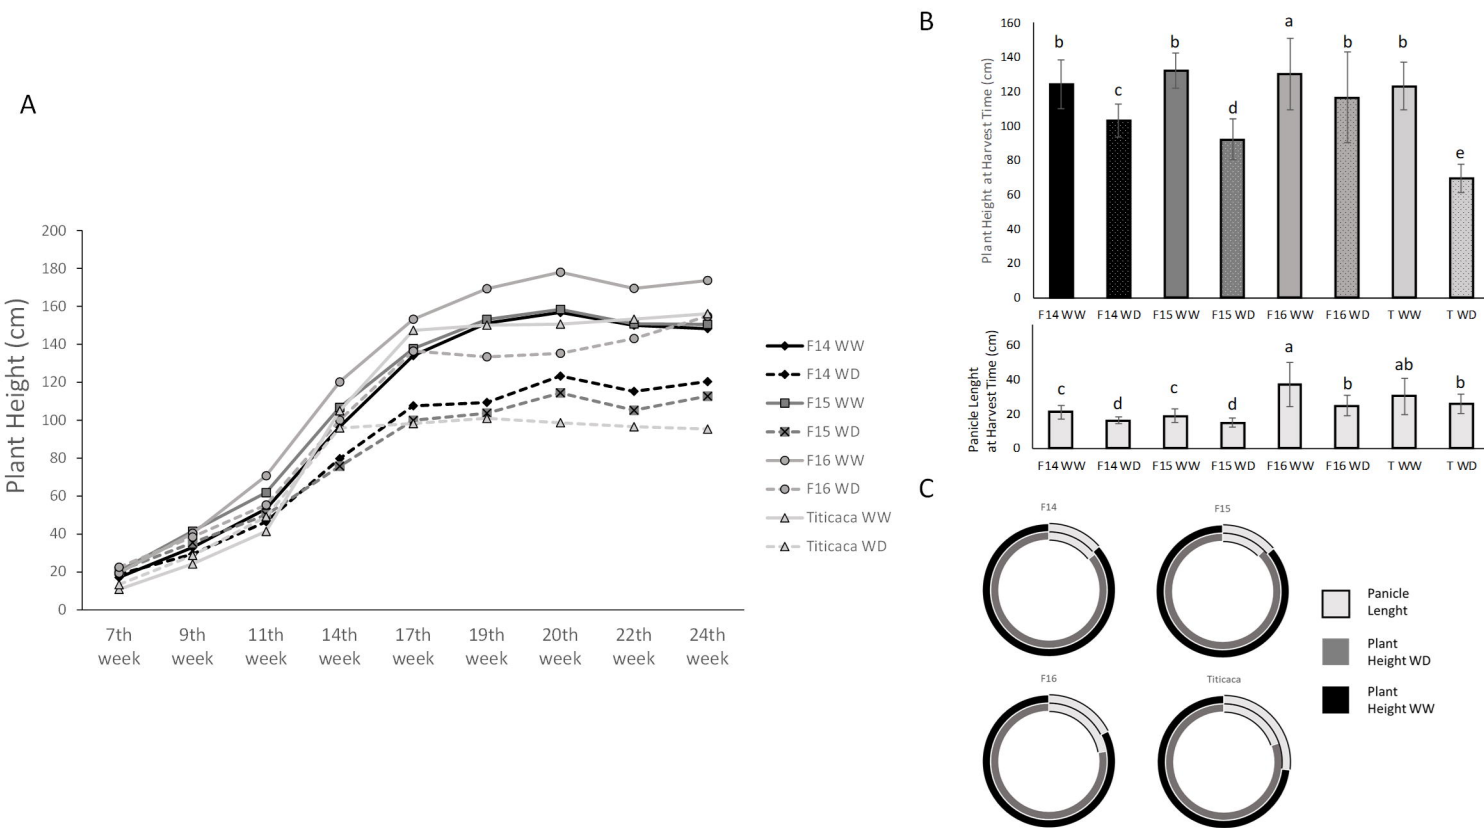 A
Plant Height (cm)
200
180
160
140
120
100
80
60
40
20
0
7th week
9th week
11th week
14th week
17th week
19th week
20th week
22th week
24th week
F14 WW
F14 WD
F15 WW
F15 WD
F16 WW
F16 WD
Titicaca WW
Titicaca WD
B
Plant Height at Harvest Time (cm)
160
140
120
100
80
60
40
20
0
b
c
b
d
a
b
b
e
F14 WW
F14 WD
F15 WW
F15 WD
F16 WW
F16 WD
T WW
T WD
Panicle Lenght
at Harvest Time (cm)
60
40
20
0
c
d
c
d
a
b
ab
b
F14 WW
F14 WD
F15 WW
F15 WD
F16 WW
F16 WD
T WW
T WD
C
F14
F15
F16
Titicaca
Panicle
Lenght
Plant
Height WD
Plant
Height WW